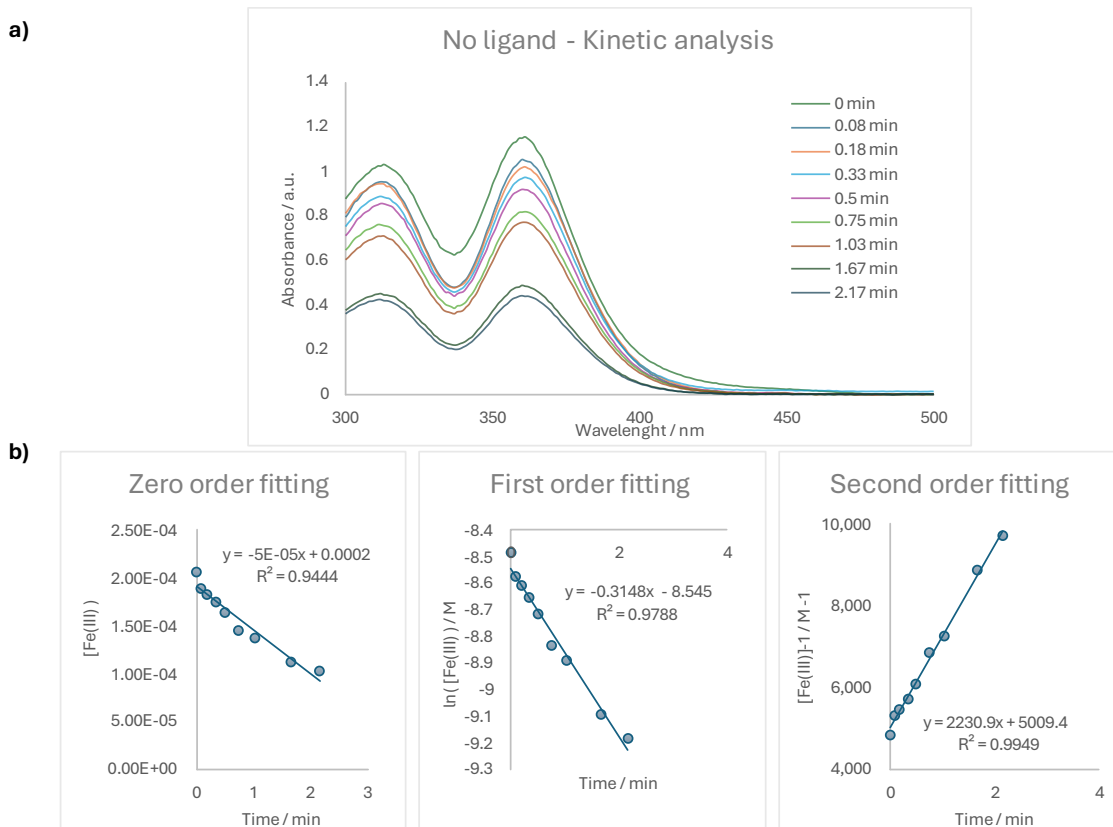 a)
No ligand - Kinetic analysis
1.4
1.2
1
0.8
0.6
0.4
0.2
0
Absorbance / a.u.
300
350
400
450
500
Wavelenght / nm
0 min
0.08 min
0.18 min
0.33 min
0.5 min
0.75 min
1.03 min
1.67 min
2.17 min
b)
Zero order fitting
[Fe(III) )
2.50E-04
2.00E-04
1.50E-04
1.00E-04
5.00E-05
0.00E+00
y = -5E-05x + 0.0002
R² = 0.9444
0
1
2
3
Time / min
First order fitting
ln( [Fe(III) ) / M
-8.4
-8.5
-8.6
-8.7
-8.8
-8.9
-9
-9.1
-9.2
-9.3
0
2
4
y = -0.3148x - 8.545
R² = 0.9788
Time / min
Second order fitting
[Fe(III)]-1 / M -1
10,000
8,000
6,000
4,000
y = 2230.9x + 5009.4
R² = 0.9949
0
2
4
Time / min